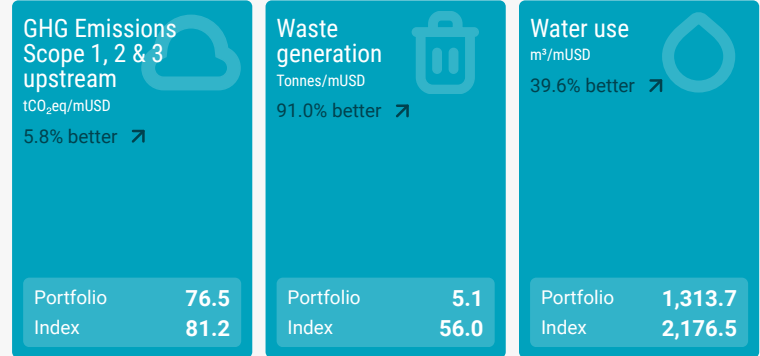 GHG Emissions
Scope 1, 2 & 3
upstream
tCO₂eq/mUSD
5.8% better
Portfolio 76.5
Index 81.2
Waste
generation
Tonnes/mUSD
91.0% better
Portfolio 5.1
Index 56.0
Water use
m³/mUSD
39.6% better
Portfolio 1,313.7
Index 2,176.5